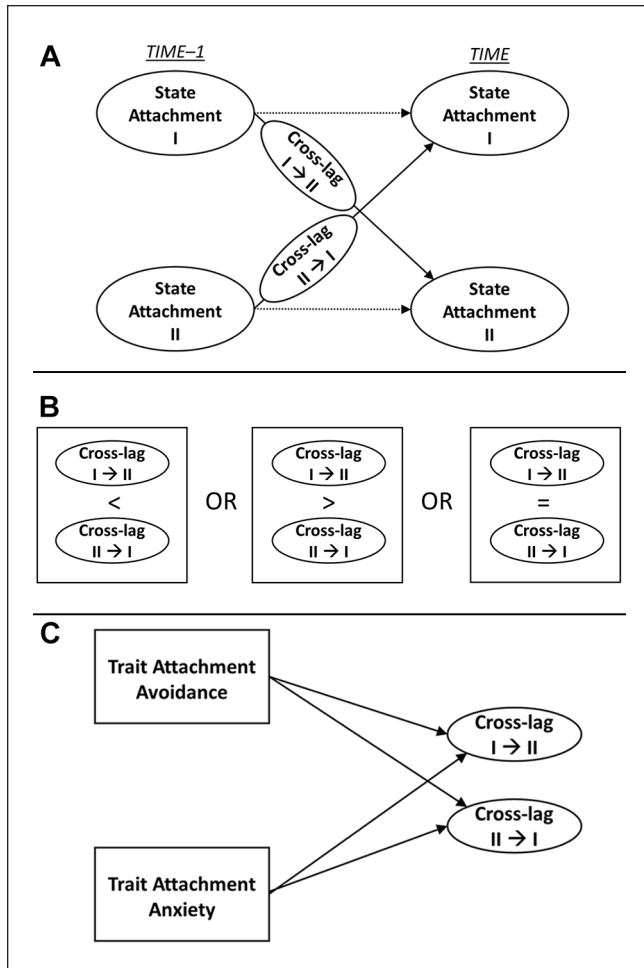 A
TIME–1
TIME
State
Attachment
I
State
Attachment
I
Cross-lag
I → II
Cross-lag
II → I
State
Attachment
II
State
Attachment
II
B
Cross-lag
I → II
<
Cross-lag
II → I
OR
Cross-lag
I → II
>
Cross-lag
II → I
OR
Cross-lag
I → II
=
Cross-lag
II → I
C
Trait Attachment
Avoidance
Cross-lag
I → II
Cross-lag
II → I
Trait Attachment
Anxiety